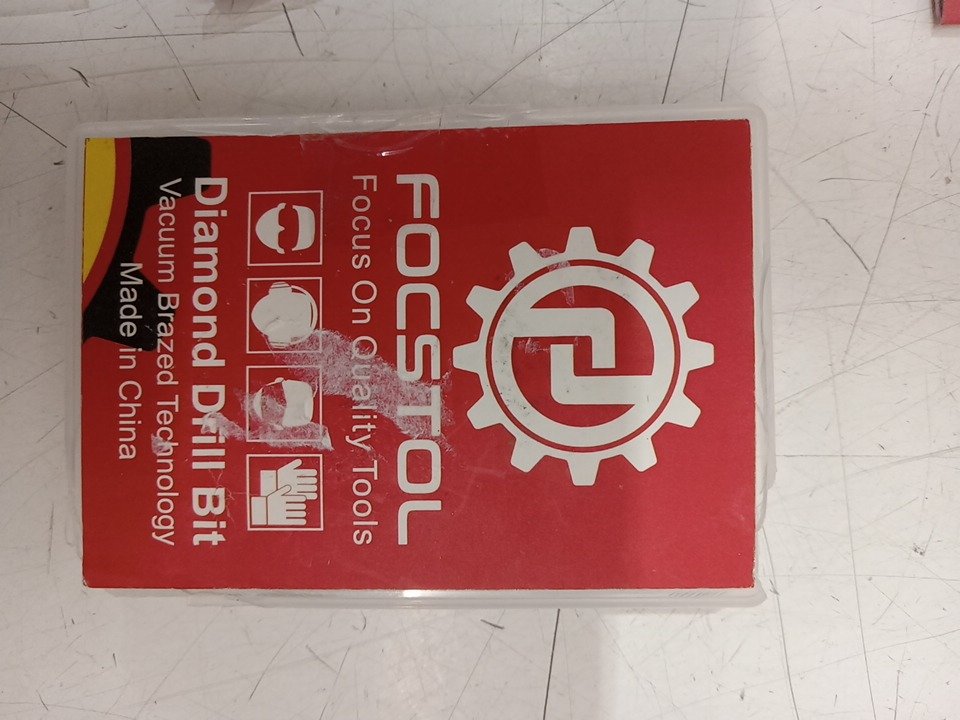 FOCSTOL
Focus On Quality Tools
Diamond Drill Bit
Vacuum Brazed Technology
Made in China